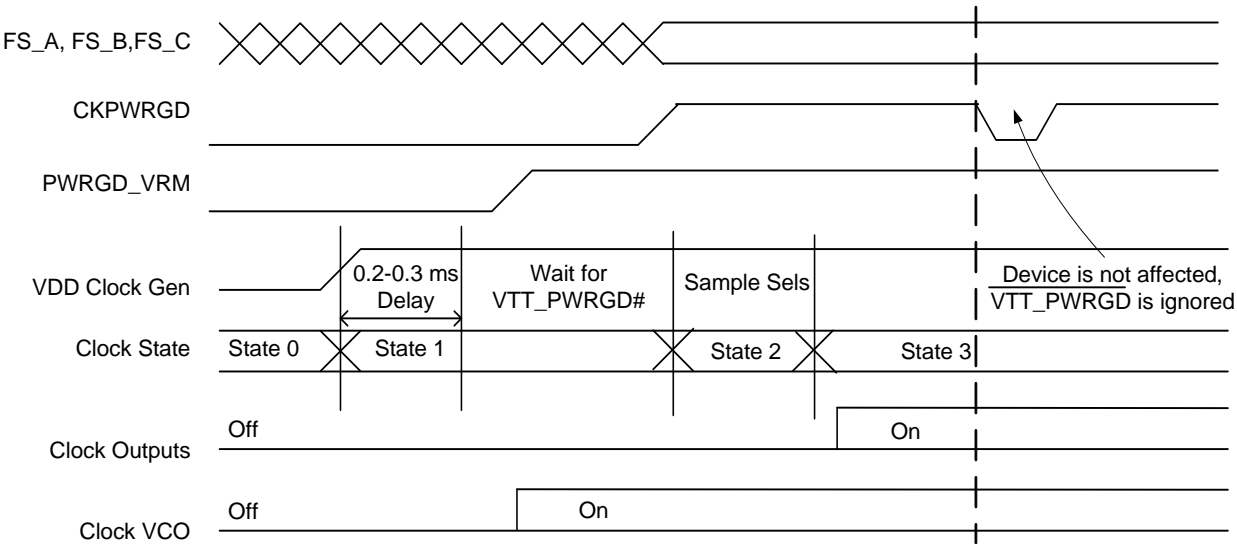 FS_A, FS_B,FS_C
CKPWRGD
PWRGD_VRM
VDD Clock Gen
0.2-0.3 ms
Delay
Wait for
VTT_PWRGD#
Sample Sels
Device is not affected,
VTT_PWRGD is ignored
Clock State
State 0
State 1
State 2
State 3
Clock Outputs
Off
On
Clock VCO
Off
On